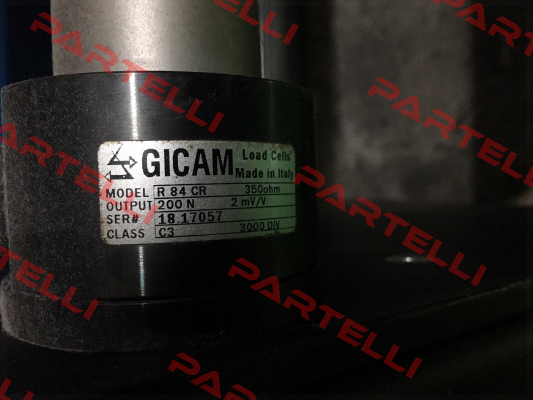 PARTELLI
PARTELLI
GICAM Load Cells
Made in Italy
MODEL R 84 CR 350ohm
OUTPUT 200 N 2 mV/V
SER# 18.17057
CLASS C3 3000 DIV
PARTELLI
PARTELLI
PARTELLI
PARTELLI
PARTELLI